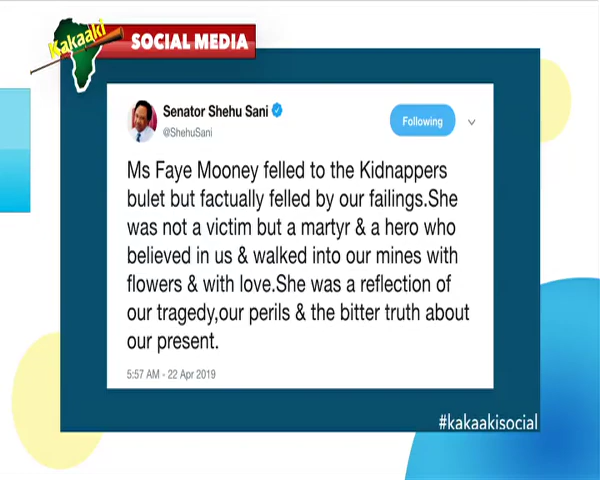 Kakaaki
SOCIAL MEDIA
Senator Shehu Sani
@ShehuSani
Following
Ms Faye Mooney felled to the Kidnappers
bulet but factually felled by our failings.She
was not a victim but a martyr & a hero who
believed in us & walked into our mines with
flowers & with love.She was a reflection of
our tragedy,our perils & the bitter truth about
our present.
5:57 AM - 22 Apr 2019
#kakaakisocial